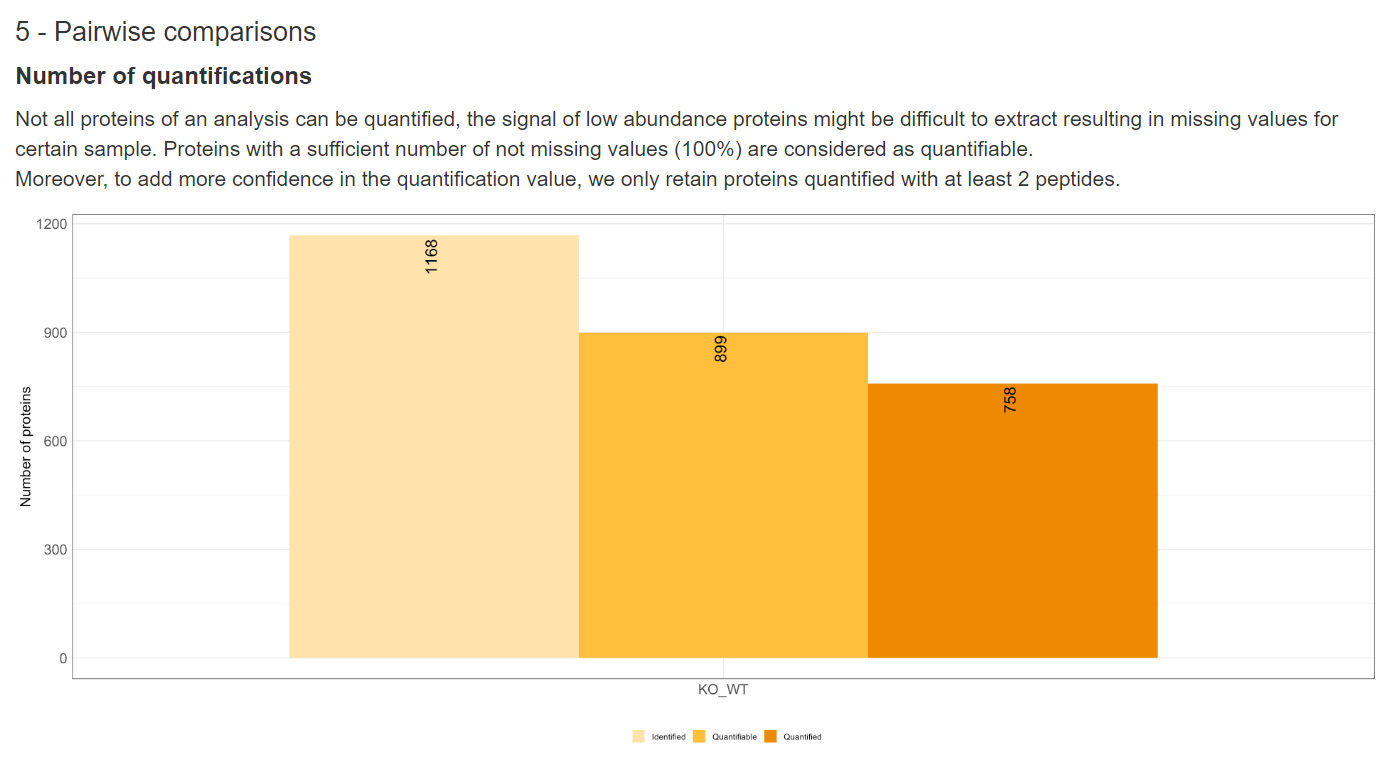 5 - Pairwise comparisons
Number of quantifications
Not all proteins of an analysis can be quantified, the signal of low abundance proteins might be difficult to extract resulting in missing values for
certain sample. Proteins with a sufficient number of not missing values (100%) are considered as quantifiable.
Moreover, to add more confidence in the quantification value, we only retain proteins quantified with at least 2 peptides.
1200
900
600
300
0
Number of proteins
1168
899
758
KO_WT
Identified Quantifiable Quantified